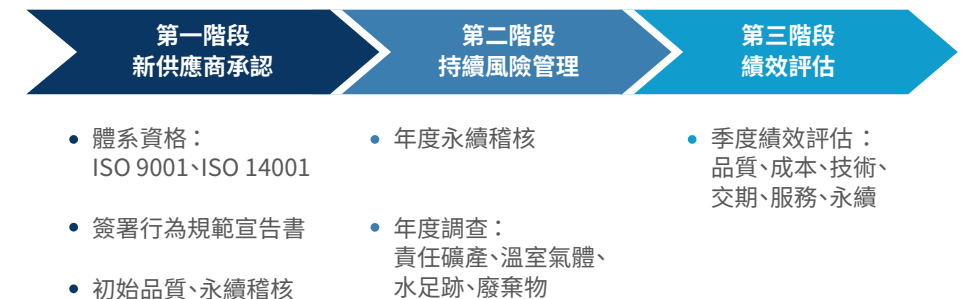 第一階段
新供應商承認
第二階段
持續風險管理
第三階段
績效評估
體系資格：
ISO 9001、ISO 14001
簽署行為規範宣告書
初始品質、永續稽核
年度永續稽核
年度調查：
責任礦產、溫室氣體、
水足跡、廢棄物
季度績效評估：
品質、成本、技術、
交期、服務、永續